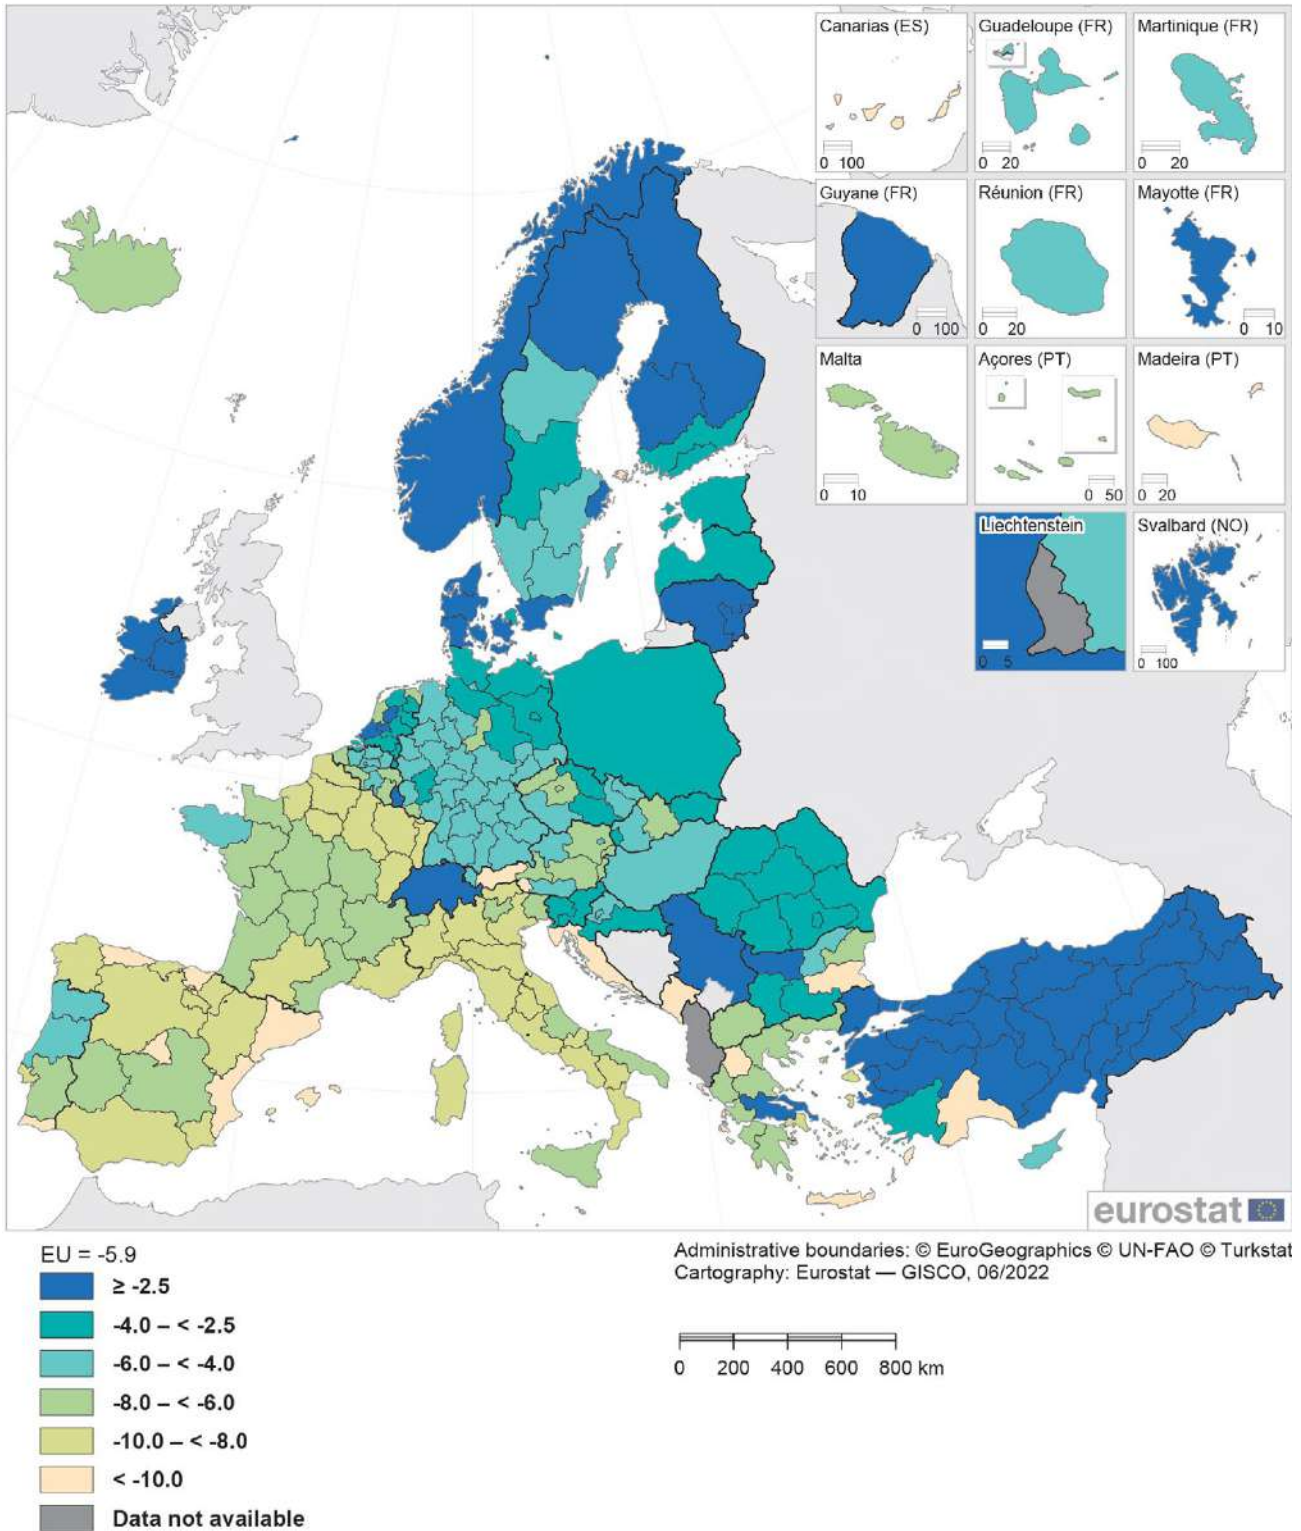 Canarias (ES)
0 100
Guadeloupe (FR)
0 20
Martinique (FR)
0 20
Guyane (FR)
0 100
Réunion (FR)
0 20
Mayotte (FR)
0 10
Malta
0 10
Açores (PT)
0 50
Madeira (PT)
0 20
Liechtenstein
0 5
Svalbard (NO)
0 100
eurostat
EU = -5.9
≥ -2.5
-4.0 – < -2.5
-6.0 – < -4.0
-8.0 – < -6.0
-10.0 – < -8.0
< -10.0
Data not available
Administrative boundaries: © EuroGeographics © UN-FAO © Turkstat
Cartography: Eurostat — GISCO, 06/2022
0 200 400 600 800 km